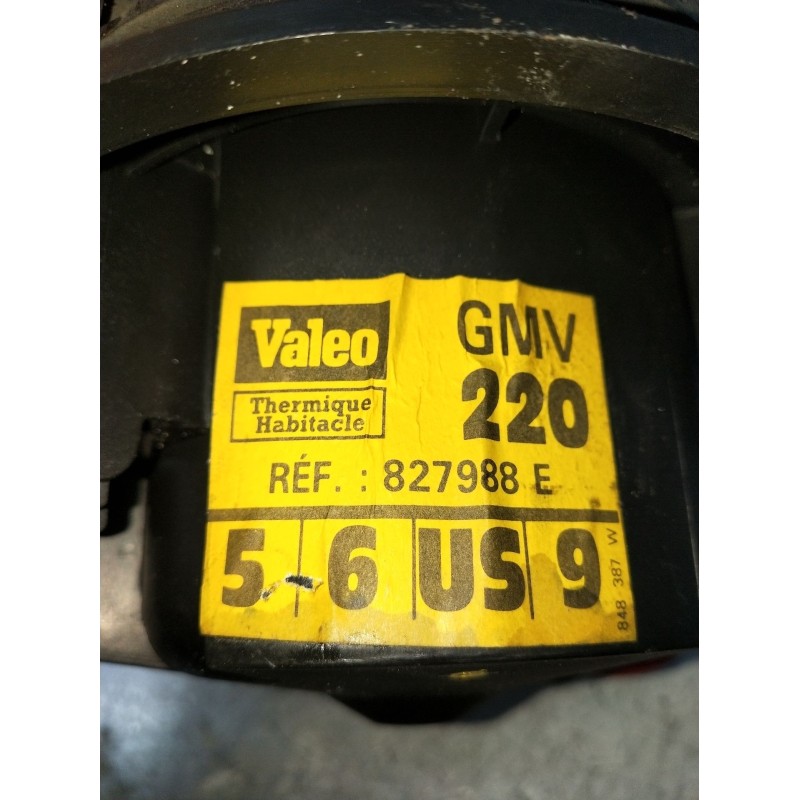 Valeo
Thermique
Habitacle
GMV
220
RÉF. : 827988 E
5 6 US 9
848 387 W